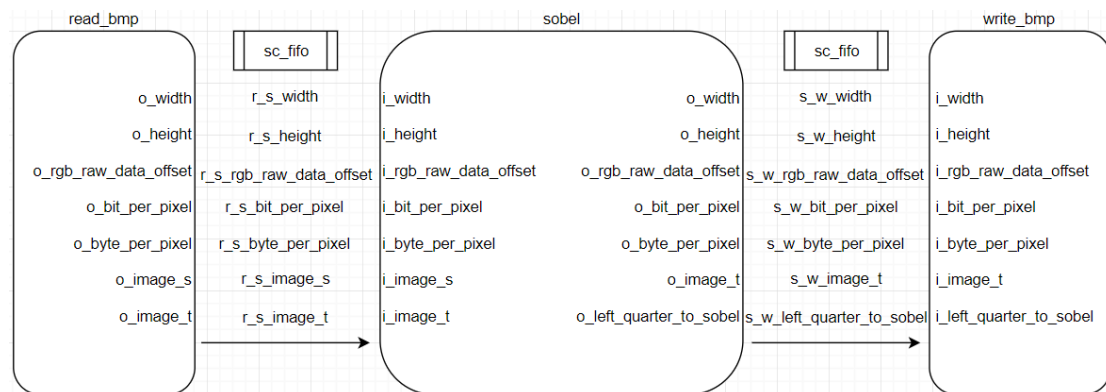 read_bmp sobel write_bmp
sc_fifo sc_fifo
o_width r_s_width i_width o_width s_w_width i_width
o_height r_s_height i_height o_height s_w_height i_height
o_rgb_raw_data_offset r_s_rgb_raw_data_offset i_rgb_raw_data_offset o_rgb_raw_data_offset s_w_rgb_raw_data_offset i_rgb_raw_data_offset
o_bit_per_pixel r_s_bit_per_pixel i_bit_per_pixel o_bit_per_pixel s_w_bit_per_pixel i_bit_per_pixel
o_byte_per_pixel r_s_byte_per_pixel i_byte_per_pixel o_byte_per_pixel s_w_byte_per_pixel i_byte_per_pixel
o_image_s r_s_image_s i_image_s o_image_t s_w_image_t i_image_t
o_image_t r_s_image_t i_image_t o_left_quarter_to_sobel s_w_left_quarter_to_sobel i_left_quarter_to_sobel